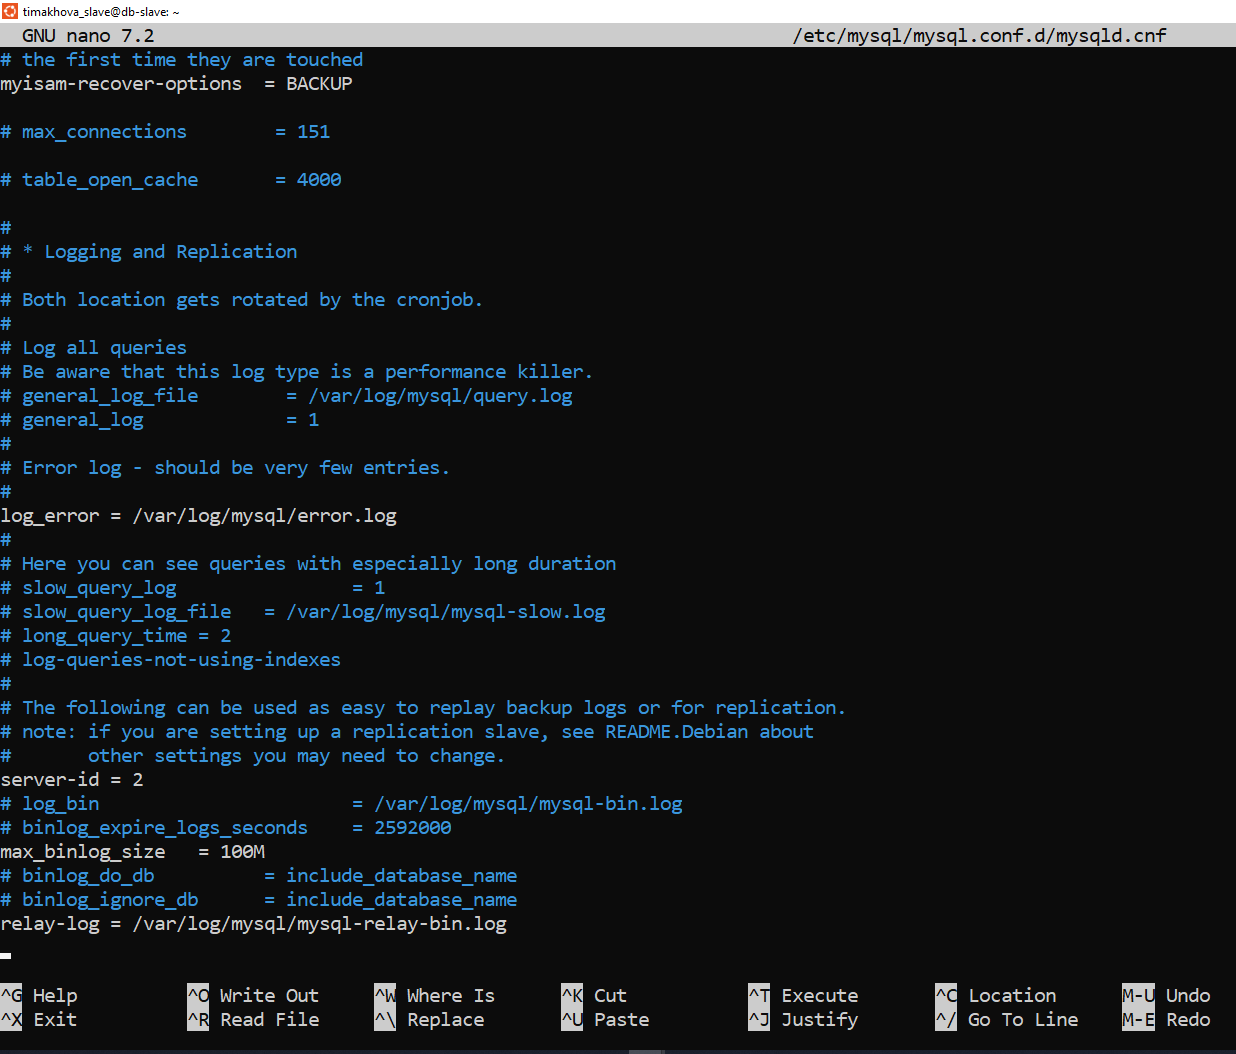 timakhova_slave@db-slave: ~
GNU nano 7.2 /etc/mysql/mysql.conf.d/mysqld.cnf
# the first time they are touched
myisam-recover-options = BACKUP
# max_connections = 151
# table_open_cache = 4000
#
# * Logging and Replication
#
# Both location gets rotated by the cronjob.
#
# Log all queries
# Be aware that this log type is a performance killer.
# general_log_file = /var/log/mysql/query.log
# general_log = 1
#
# Error log - should be very few entries.
#
log_error = /var/log/mysql/error.log
#
# Here you can see queries with especially long duration
# slow_query_log = 1
# slow_query_log_file = /var/log/mysql/mysql-slow.log
# long_query_time = 2
# log-queries-not-using-indexes
#
# The following can be used as easy to replay backup logs or for replication.
# note: if you are setting up a replication slave, see README.Debian about
# other settings you may need to change.
server-id = 2
# log_bin = /var/log/mysql/mysql-bin.log
# binlog_expire_logs_seconds = 2592000
max_binlog_size = 100M
# binlog_do_db = include_database_name
# binlog_ignore_db = include_database_name
relay-log = /var/log/mysql/mysql-relay-bin.log
^G Help ^O Write Out ^W Where Is ^K Cut ^T Execute ^C Location M-U Undo
^X Exit ^R Read File ^\ Replace ^U Paste ^J Justify ^/ Go To Line M-E Redo